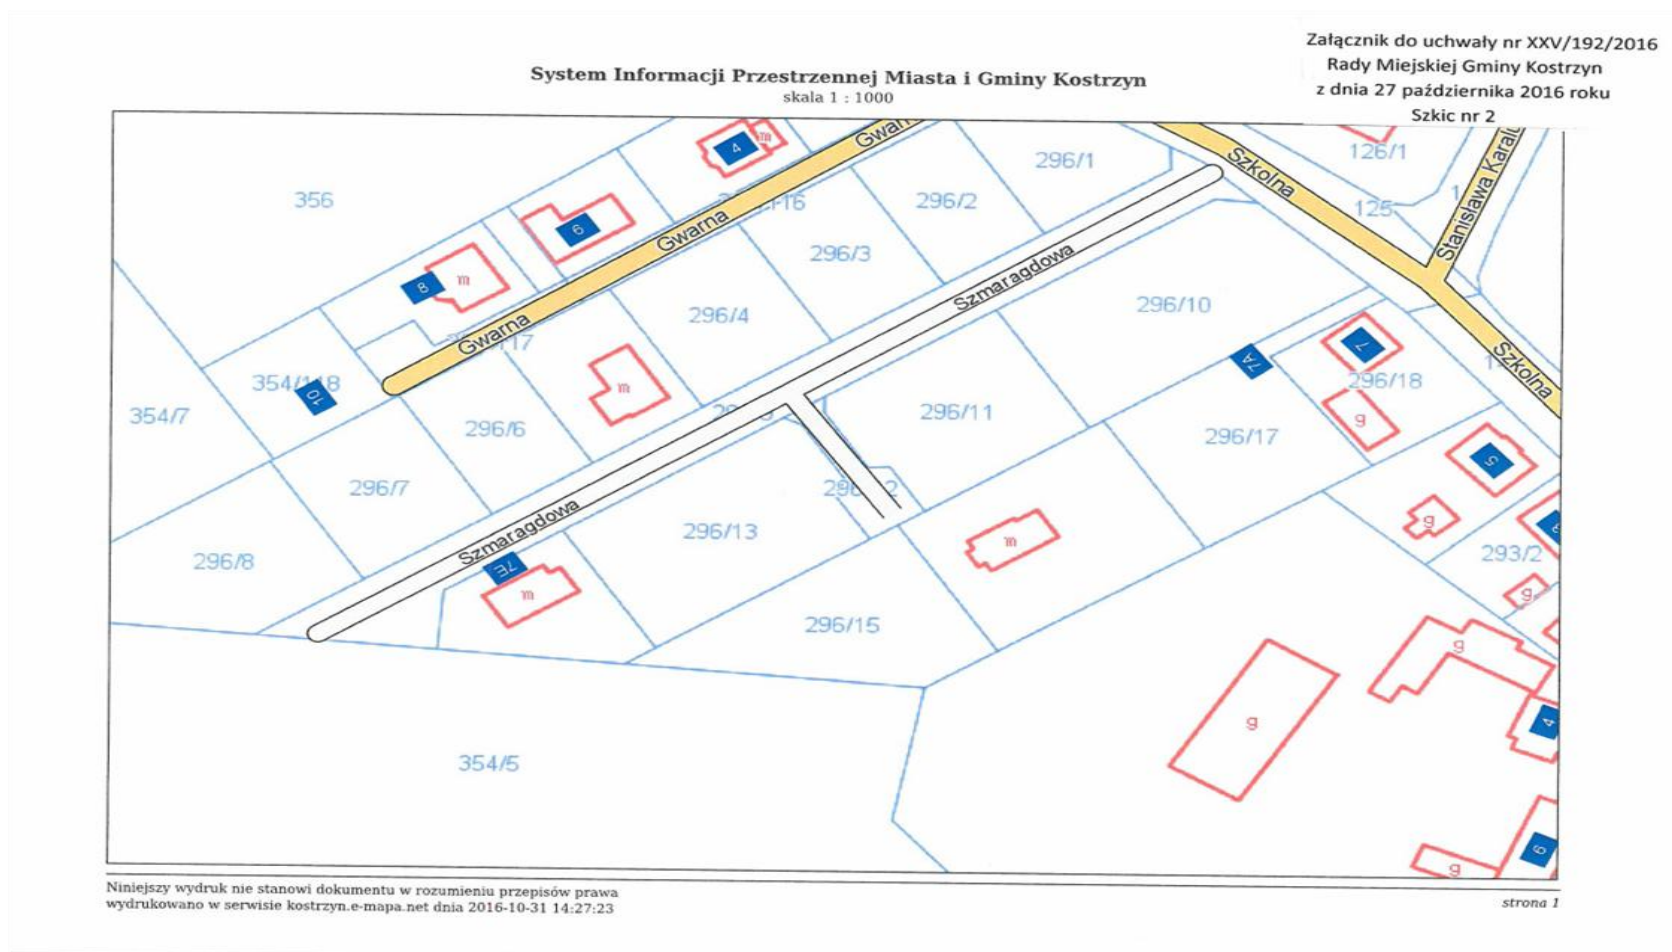 Załącznik do uchwały nr XXV/192/2016
Rady Miejskiej Gminy Kostrzyn
z dnia 27 października 2016 roku
Szkic nr 2
System Informacji Przestrzennej Miasta i Gminy Kostrzyn
skala 1 : 1000
4
m
Gwarn
296/1
Szkolna
126/1
Stanisława Karału
356
6
Gwarna
296/2
125
8
m
296/3
Szmaragdowa
296/10
Gwarna
296/4
7
7A
Szkolna
354/7
10
m
296/18
g
296/6
296/11
296/17
5
296/7
g
296/13
m
293/2
296/8
Szmaragdowa
7E
m
g
296/15
g
g
4
354/5
6
g
Niniejszy wydruk nie stanowi dokumentu w rozumieniu przepisów prawa
wydrukowano w serwisie kostrzyn.e-mapa.net dnia 2016-10-31 14:27:23
strona 1